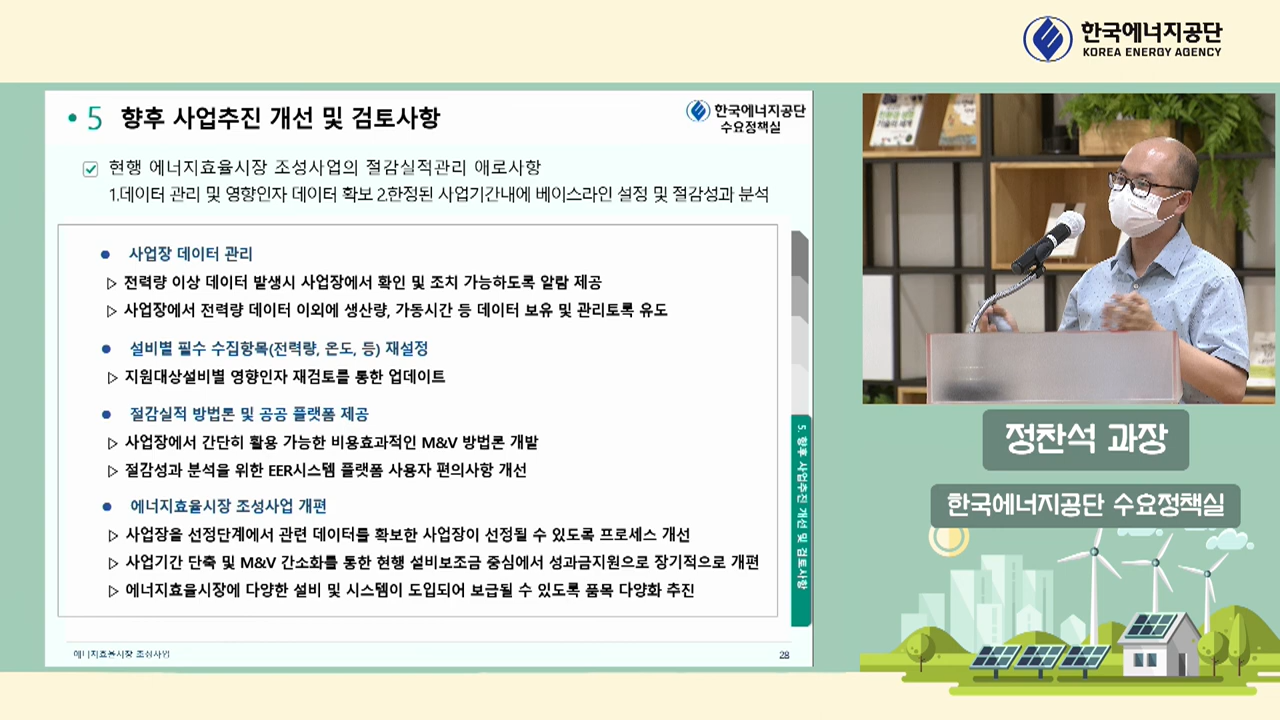 한국에너지공단
KOREA ENERGY AGENCY
5 향후 사업추진 개선 및 검토사항
한국에너지공단
수요정책실
현행 에너지효율시장 조성사업의 절감실적관리 애로사항
1.데이터 관리 및 영향인자 데이터 확보 2.한정된 사업기간내에 베이스라인 설정 및 절감성과 분석
사업장 데이터 관리
전력량 이상 데이터 발생시 사업장에서 확인 및 조치 가능하도록 알람 제공
사업장에서 전력량 데이터 이외에 생산량, 가동시간 등 데이터 보유 및 관리토록 유도
설비별 필수 수집항목(전력량, 온도, 등) 재설정
지원대상설비별 영향인자 재검토를 통한 업데이트
절감실적 방법론 및 공공 플랫폼 제공
사업장에서 간단히 활용 가능한 비용효과적인 M&V 방법론 개발
절감성과 분석을 위한 EER시스템 플랫폼 사용자 편의사항 개선
에너지효율시장 조성사업 개편
사업장을 선정단계에서 관련 데이터를 확보한 사업장이 선정될 수 있도록 프로세스 개선
사업기간 단축 및 M&V 간소화를 통한 현행 설비보조금 중심에서 성과금지원으로 장기적으로 개편
에너지효율시장에 다양한 설비 및 시스템이 도입되어 보급될 수 있도록 품목 다양화 추진
5. 향후 사업추진 개선 및 검토사항
에너지효율시장 조성사업
28
정찬석 과장
한국에너지공단 수요정책실